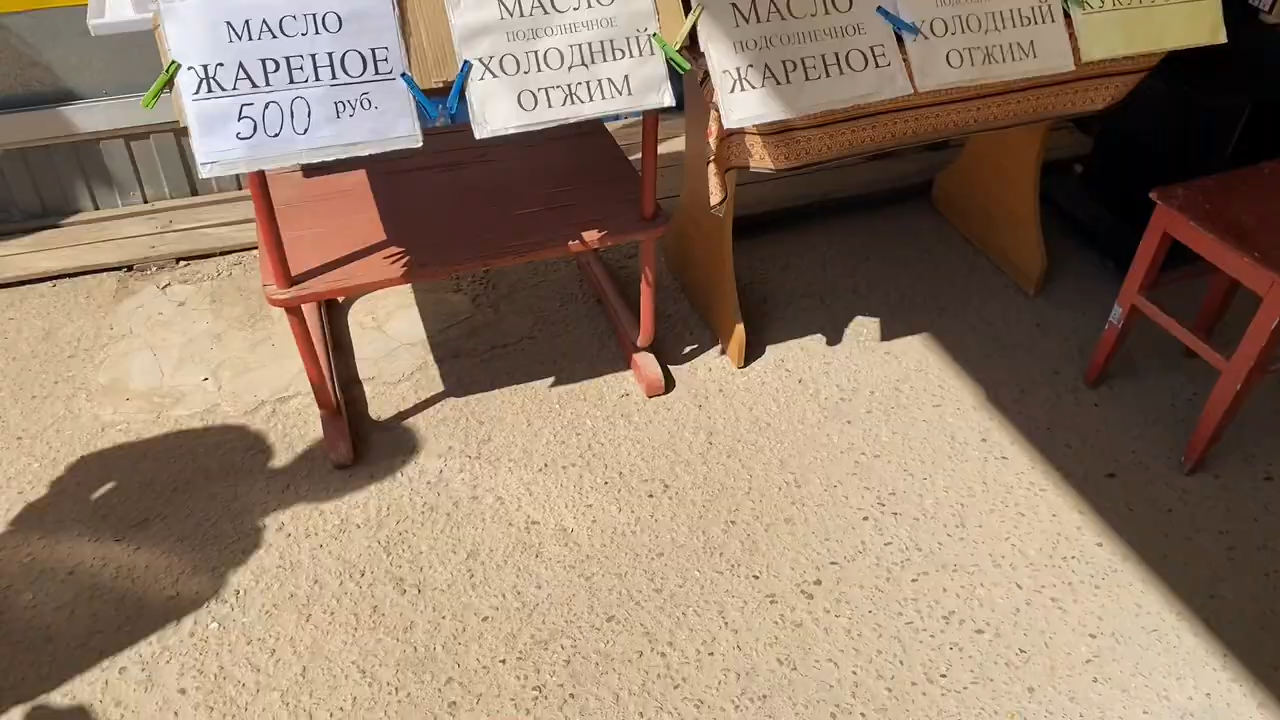 МАСЛО
ЖАРЕНОЕ
500 руб.
МАСЛО
ПОДСОЛНЕЧНОЕ
ХОЛОДНЫЙ
ОТЖИМ
МАСЛО
ПОДСОЛНЕЧНОЕ
ЖАРЕНОЕ
ХОЛОДНЫЙ
ОТЖИМ